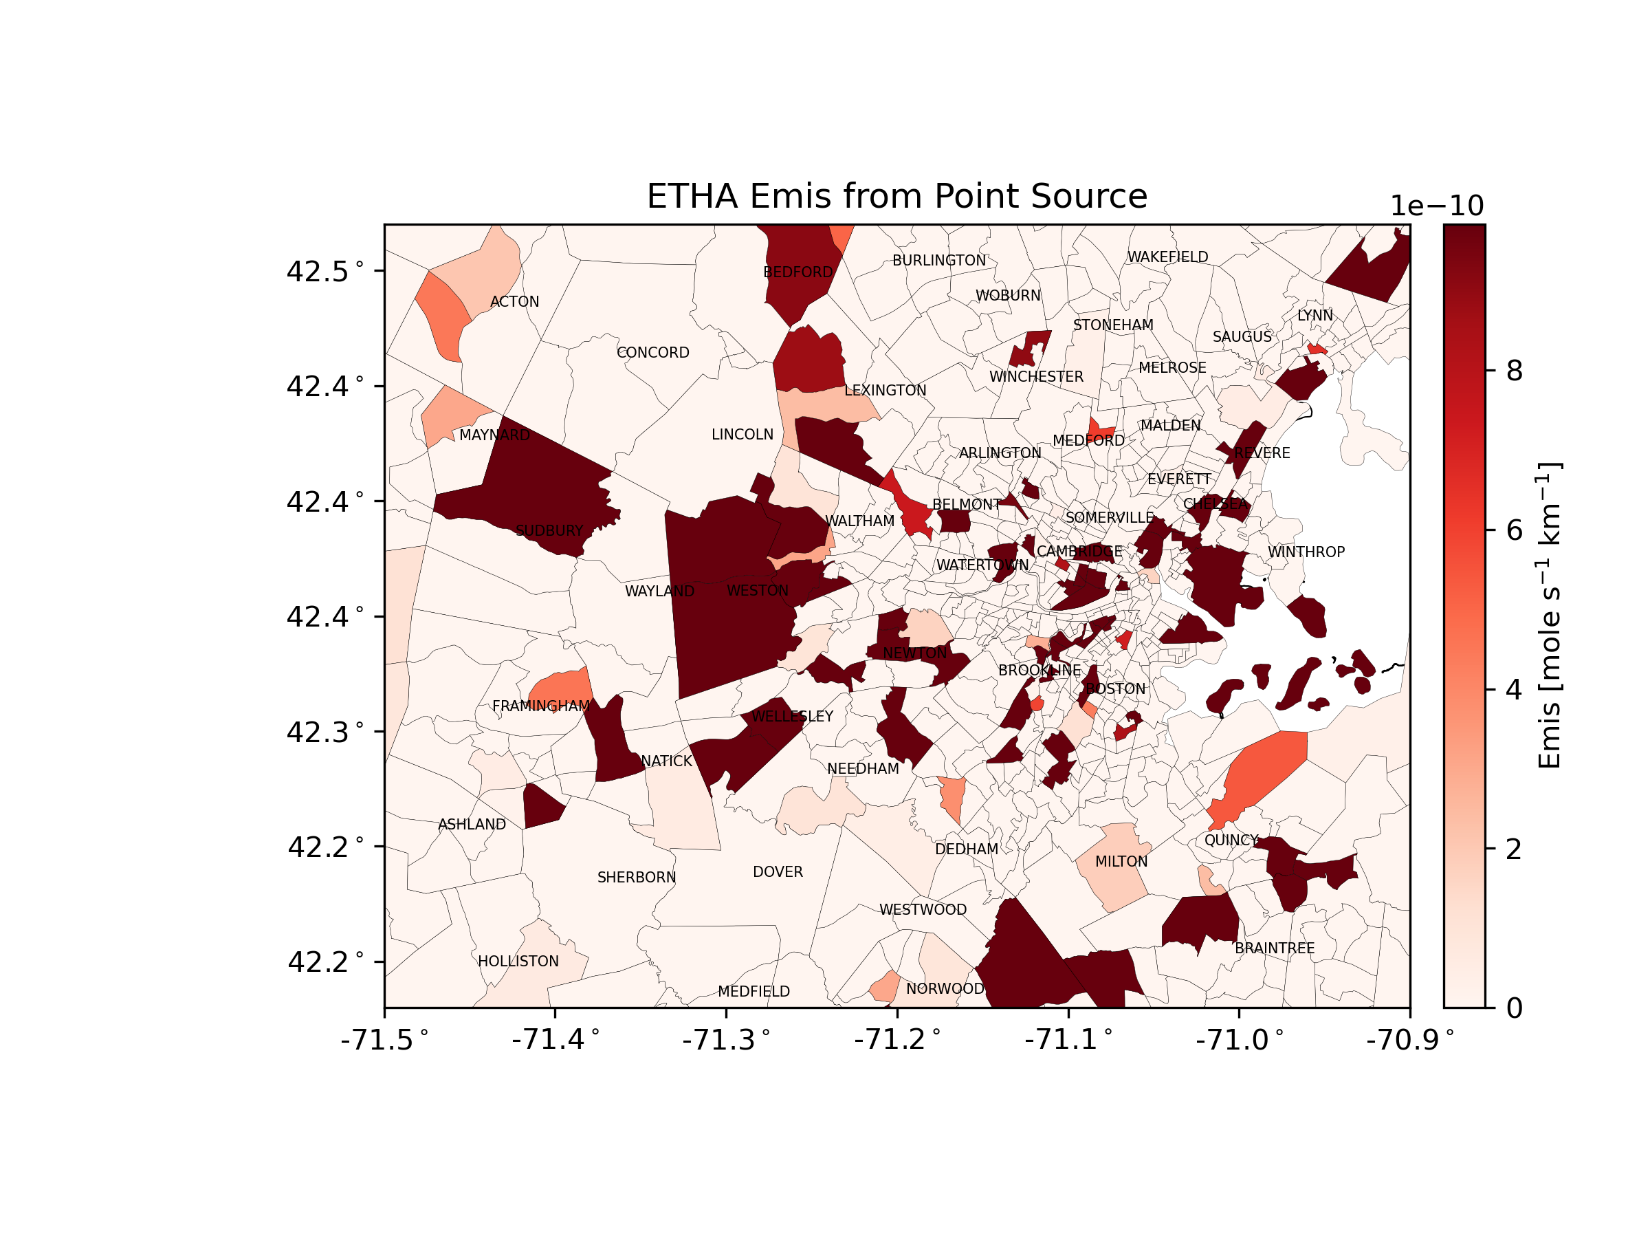 ETHA Emis from Point Source
1e−10
42.5°
42.4°
42.4°
42.4°
42.3°
42.2°
42.2°
-71.5°
-71.4°
-71.3°
-71.2°
-71.1°
-71.0°
-70.9°
BEDFORD
BURLINGTON
WAKEFIELD
ACTON
WOBURN
LYNN
STONEHAM
SAUGUS
CONCORD
WINCHESTER
MELROSE
LEXINGTON
MAYNARD
LINCOLN
ARLINGTON
MEDFORD
MALDEN
REVERE
EVERETT
BELMONT
CHELSEA
SUDBURY
WALTHAM
SOMERVILLE
WATERTOWN
CAMBRIDGE
WINTHROP
WAYLAND
WESTON
NEWTON
BROOKLINE
BOSTON
FRAMINGHAM
WELLESLEY
NATICK
NEEDHAM
ASHLAND
DEDHAM
QUINCY
MILTON
SHERBORN
DOVER
WESTWOOD
BRAINTREE
HOLLISTON
MEDFIELD
NORWOOD
8
6
4
2
0
Emis [mole s⁻¹ km⁻¹]